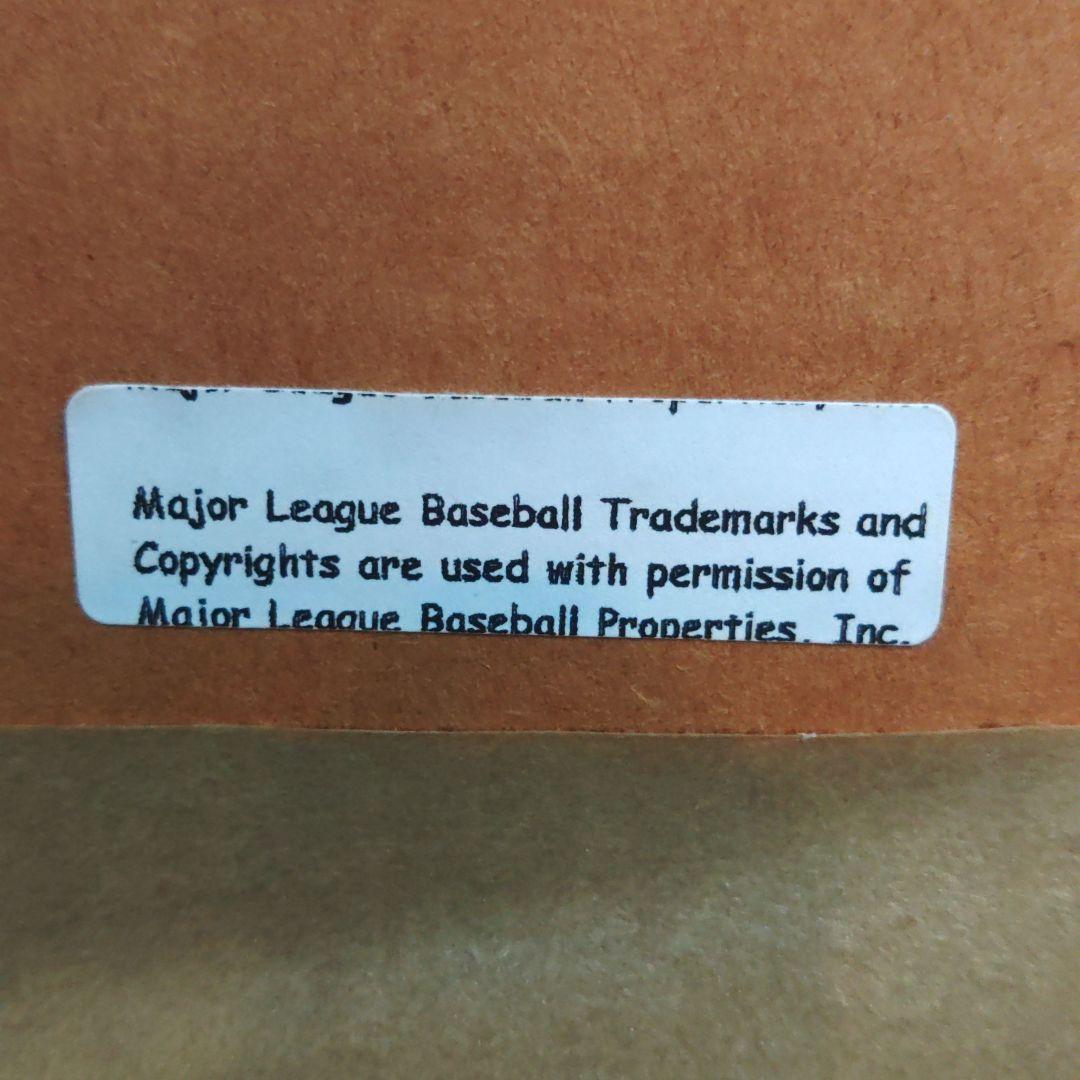 Major League Baseball Trademarks and
Copyrights are used with permission of
Major League Baseball Properties, Inc.